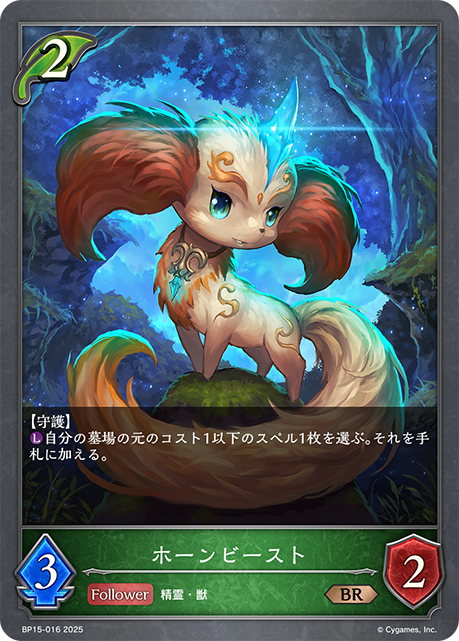 2
【守護】
L 自分の墓場の元のコスト1以下のスペル1枚を選ぶ。それを手
札に加える。
ホーンビースト
3
Follower 精霊・獣
BR
2
BP15-016 2025
© Cygames, Inc.